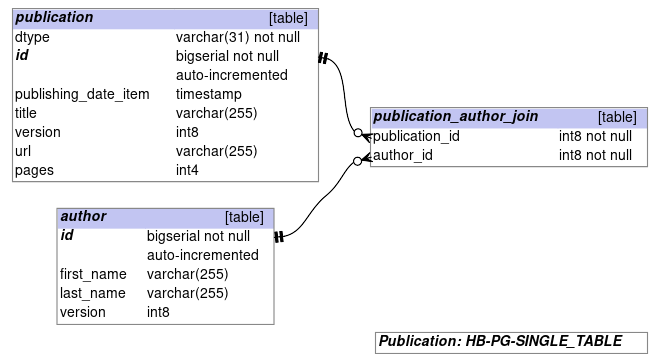 publication [table]
dtype varchar(31) not null
id bigserial not null
auto-incremented
publishing_date_item timestamp
title varchar(255)
version int8
url varchar(255)
pages int4
publication_author_join [table]
publication_id int8 not null
author_id int8 not null
author [table]
id bigserial not null
auto-incremented
first_name varchar(255)
last_name varchar(255)
version int8
Publication: HB-PG-SINGLE_TABLE